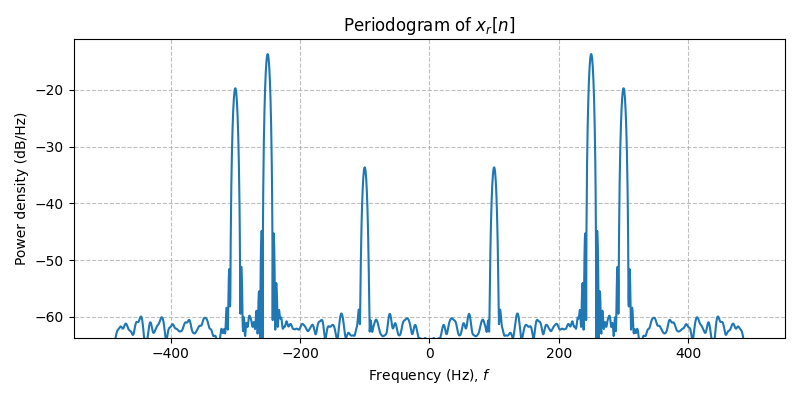 Periodogram of x_r[n]
Power density (dB/Hz)
−20
−30
−40
−50
−60
−400 −200 0 200 400
Frequency (Hz), f